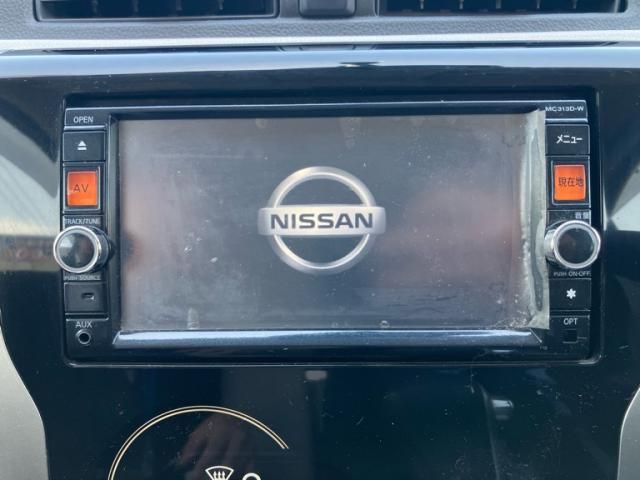 OPEN
MC313D-W
メニュー
AV
現在地
NISSAN
TRACK/TUNE
音量
PUSH SOURCE
PUSH ON-OFF
AUX
OPT